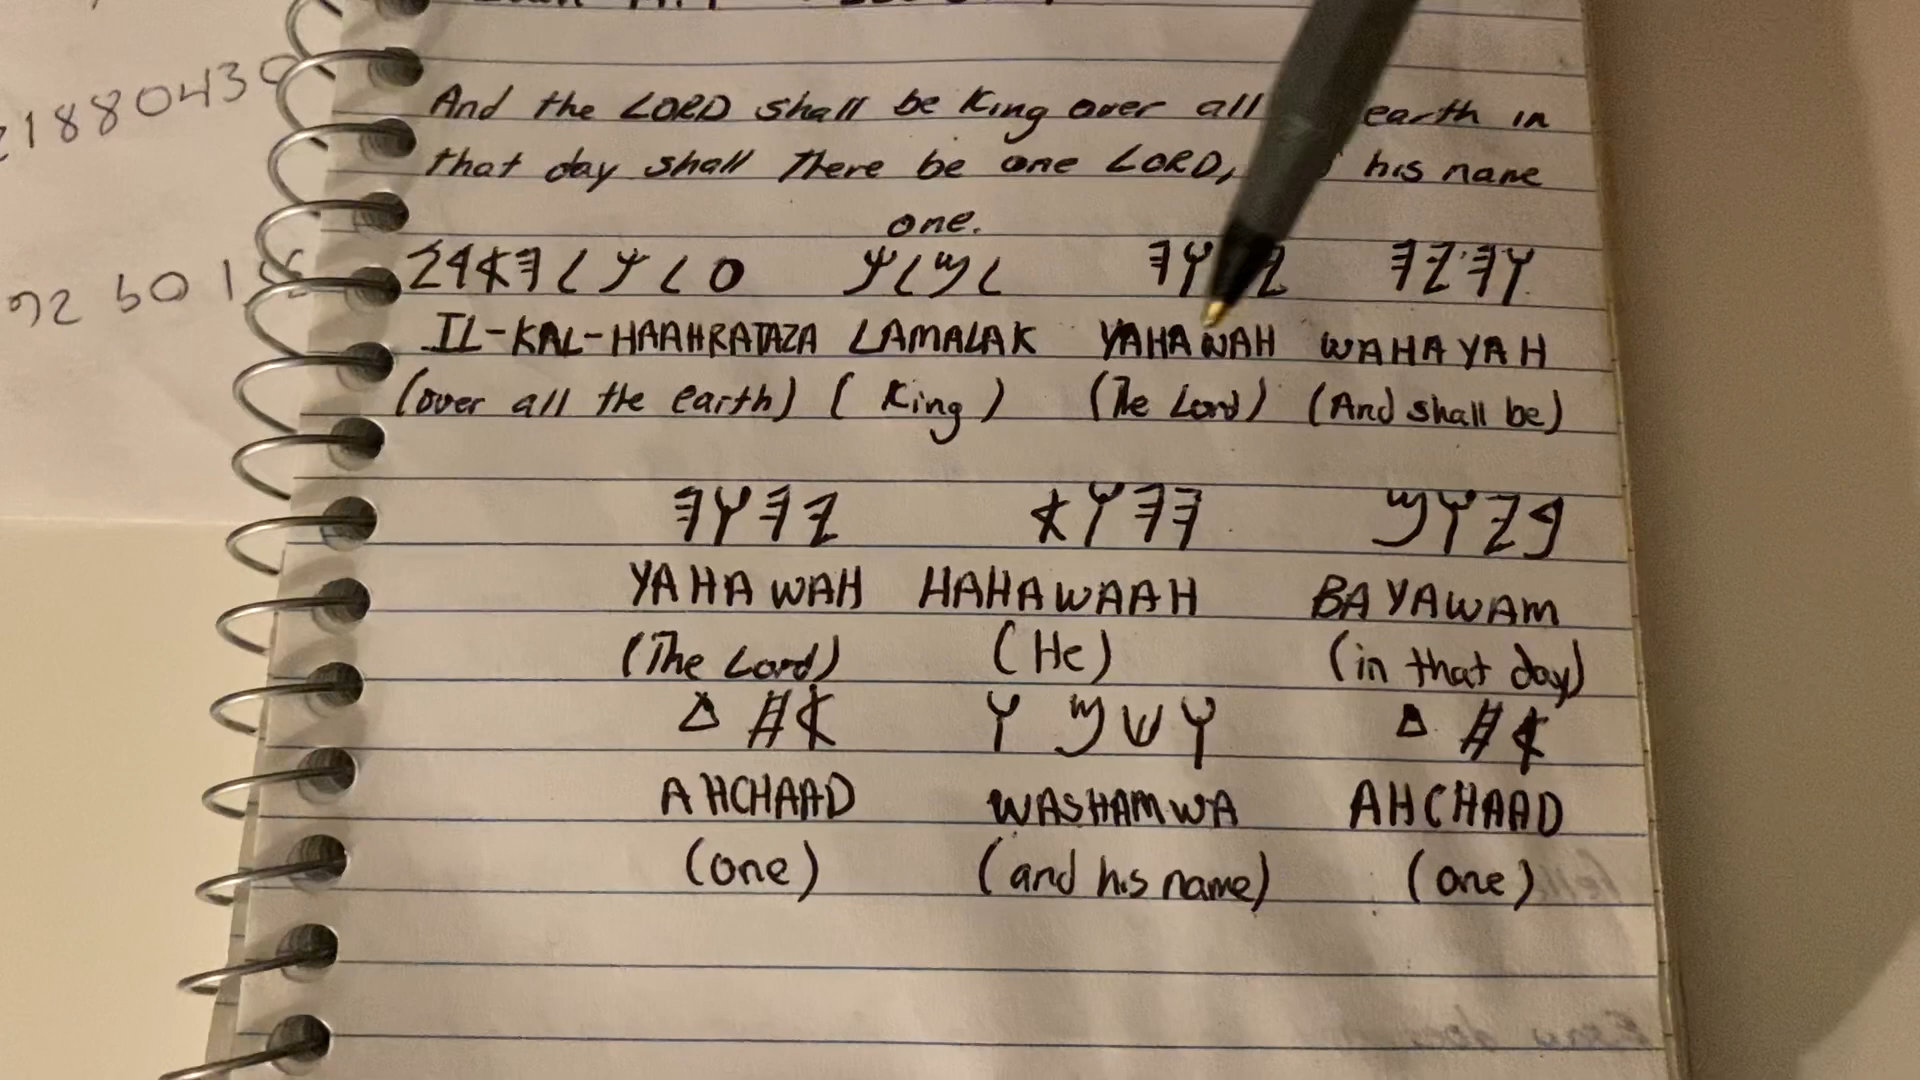 And the LORD shall be King over all earth in
that day shall There be one LORD, his name
one.
𐤅𐤄𐤉𐤄 𐤉𐤄𐤅𐤄 𐤋𐤌𐤋𐤊 𐤏𐤋𐤊𐤋𐤄𐤀𐤓𐤑
IL-KAL-HAAHRATAZA LAMALAK YAHAWAH WAHAYAH
(over all the earth) (King) (The Lord) (And shall be)
𐤁𐤉𐤅𐤌 𐤄𐤄𐤅𐤀 𐤉𐤄𐤅𐤄
YAHAWAH HAHAWAAH BAYAWAM
(The Lord) (He) (in that day)
𐤀𐤇𐤃 𐤅𐤔𐤌𐤅 𐤀𐤇𐤃
AHCHAAD WASHAMWA AHCHAAD
(one) (and his name) (one)